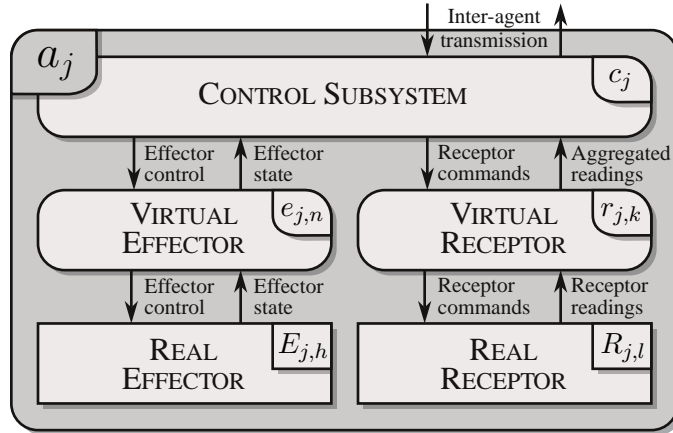 Inter-agent
transmission
a_j
CONTROL SUBSYSTEM
c_j
Effector
control
Effector
state
Receptor
commands
Aggregated
readings
VIRTUAL
EFFECTOR
e_{j,n}
VIRTUAL
RECEPTOR
r_{j,k}
Effector
control
Effector
state
Receptor
commands
Receptor
readings
REAL
EFFECTOR
E_{j,h}
REAL
RECEPTOR
R_{j,l}